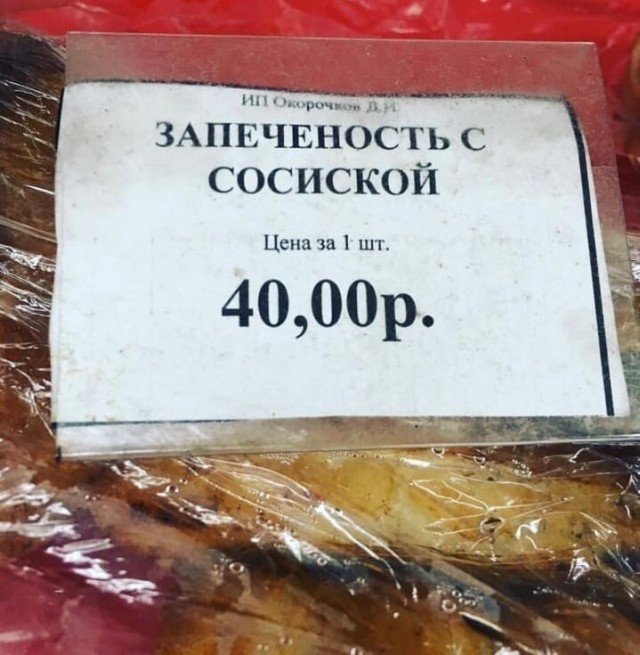 ИП Окорочков Д.И
ЗАПЕЧЕНОСТЬ С
СОСИСКОЙ
Цена за 1 шт.
40,00р.